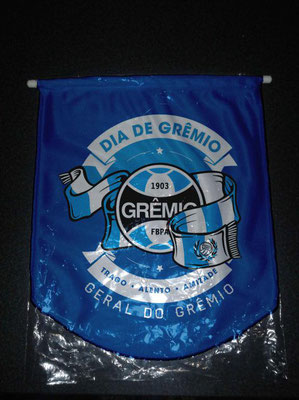 DIA DE GRÊMIO
1903
GRÊMIO
FBPA
TRAGO • ALENTO • AMIZADE
GERAL DO GRÊMIO